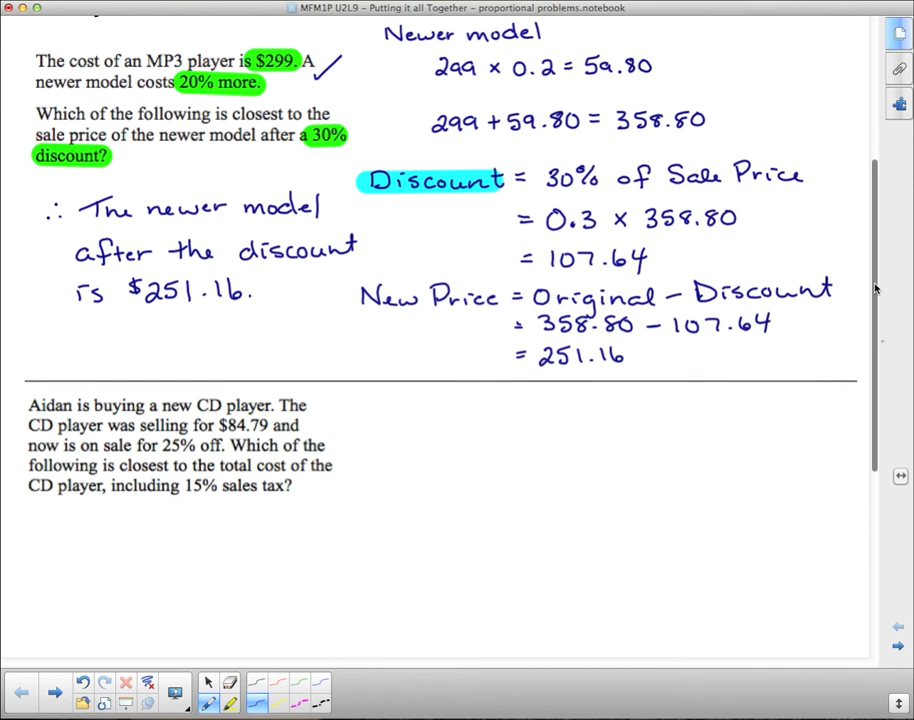 MFM1P U2L9 – Putting it all Together – proportional problems.notebook
The cost of an MP3 player is $299. A
newer model costs 20% more.
Which of the following is closest to the
sale price of the newer model after a 30%
discount?
∴ The newer model
after the discount
is $251.16.
Newer model
299 × 0.2 = 59.80
299 + 59.80 = 358.80
Discount = 30% of Sale Price
= 0.3 × 358.80
= 107.64
New Price = Original – Discount
= 358.80 – 107.64
= 251.16
Aidan is buying a new CD player. The
CD player was selling for $84.79 and
now is on sale for 25% off. Which of the
following is closest to the total cost of the
CD player, including 15% sales tax?